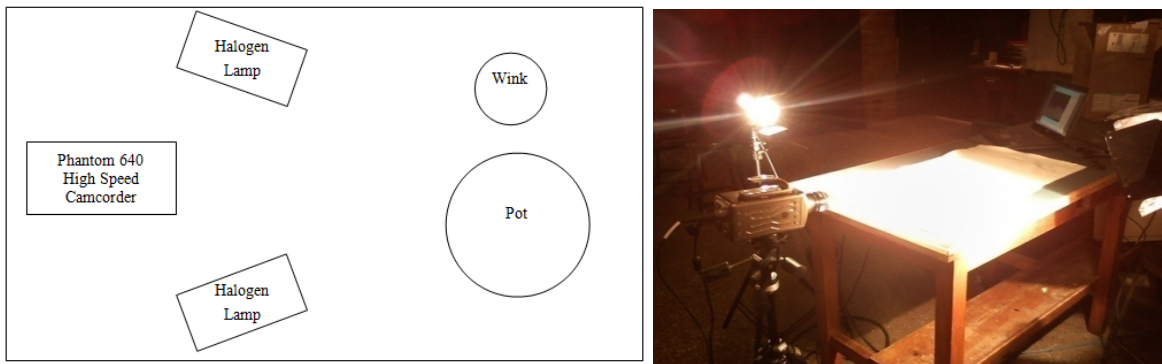 Halogen
Lamp
Wink
Phantom 640
High Speed
Camcorder
Pot
Halogen
Lamp